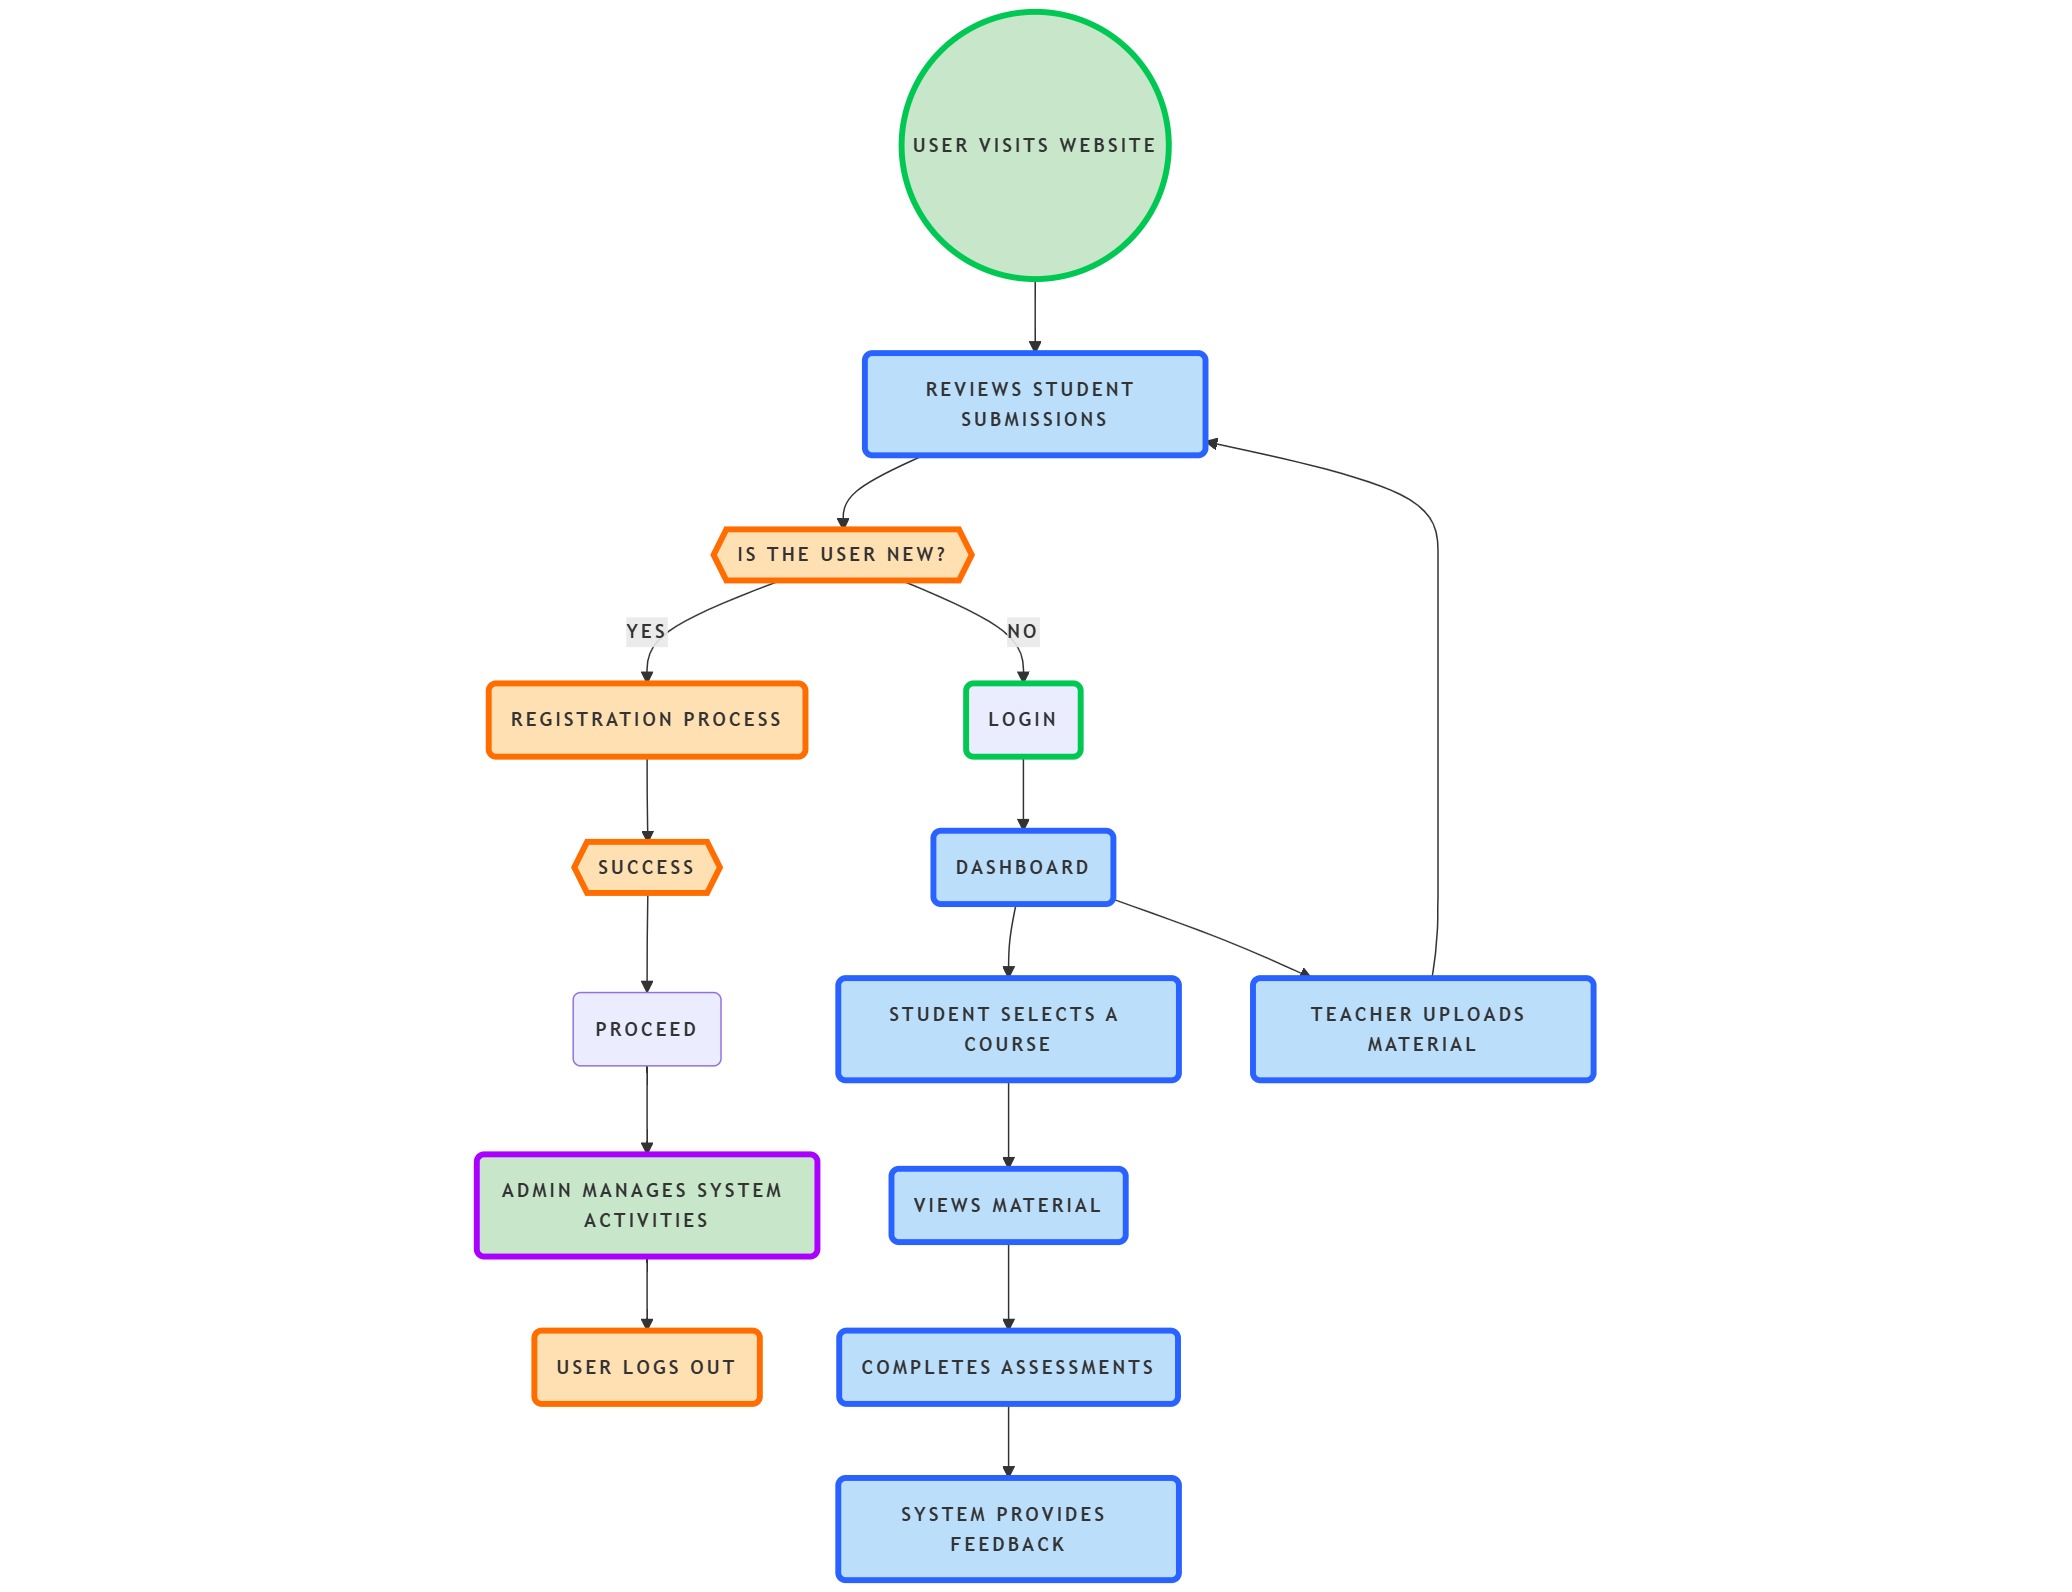 USER VISITS WEBSITE
REVIEWS STUDENT
SUBMISSIONS
IS THE USER NEW?
YES
NO
REGISTRATION PROCESS
LOGIN
SUCCESS
DASHBOARD
PROCEED
STUDENT SELECTS A
COURSE
TEACHER UPLOADS
MATERIAL
ADMIN MANAGES SYSTEM
ACTIVITIES
VIEWS MATERIAL
USER LOGS OUT
COMPLETES ASSESSMENTS
SYSTEM PROVIDES
FEEDBACK